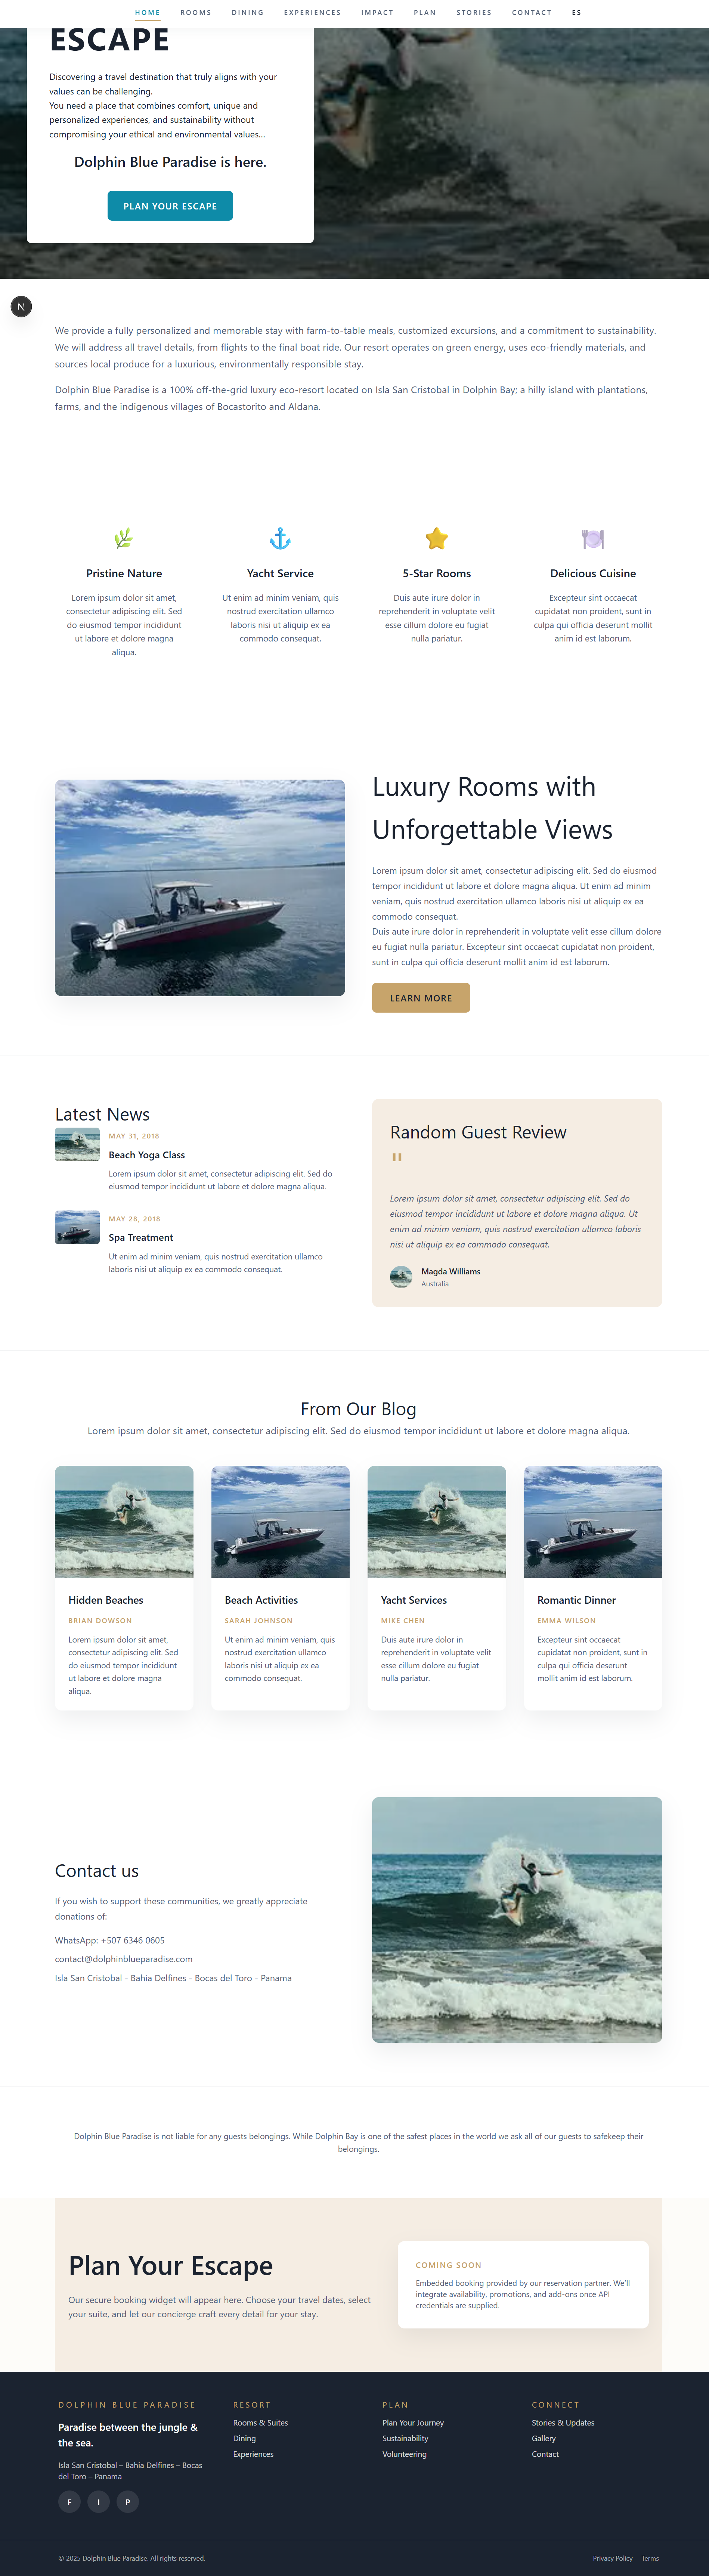 HOME ROOMS DINING EXPERIENCES IMPACT PLAN STORIES CONTACT ES
ESCAPE
Discovering a travel destination that truly aligns with your
values can be challenging.
You need a place that combines comfort, unique and
personalized experiences, and sustainability without
compromising your ethical and environmental values...
Dolphin Blue Paradise is here.
PLAN YOUR ESCAPE
N
We provide a fully personalized and memorable stay with farm-to-table meals, customized excursions, and a commitment to sustainability.
We will address all travel details, from flights to the final boat ride. Our resort operates on green energy, uses eco-friendly materials, and
sources local produce for a luxurious, environmentally responsible stay.
Dolphin Blue Paradise is a 100% off-the-grid luxury eco-resort located on Isla San Cristobal in Dolphin Bay; a hilly island with plantations,
farms, and the indigenous villages of Bocastorito and Aldana.
Pristine Nature
Lorem ipsum dolor sit amet,
consectetur adipiscing elit. Sed
do eiusmod tempor incididunt
ut labore et dolore magna
aliqua.
Yacht Service
Ut enim ad minim veniam, quis
nostrud exercitation ullamco
laboris nisi ut aliquip ex ea
commodo consequat.
5-Star Rooms
Duis aute irure dolor in
reprehenderit in voluptate velit
esse cillum dolore eu fugiat
nulla pariatur.
Delicious Cuisine
Excepteur sint occaecat
cupidatat non proident, sunt in
culpa qui officia deserunt mollit
anim id est laborum.
Luxury Rooms with
Unforgettable Views
Lorem ipsum dolor sit amet, consectetur adipiscing elit. Sed do eiusmod
tempor incididunt ut labore et dolore magna aliqua. Ut enim ad minim
veniam, quis nostrud exercitation ullamco laboris nisi ut aliquip ex ea
commodo consequat.
Duis aute irure dolor in reprehenderit in voluptate velit esse cillum dolore
eu fugiat nulla pariatur. Excepteur sint occaecat cupidatat non proident,
sunt in culpa qui officia deserunt mollit anim id est laborum.
LEARN MORE
Latest News
MAY 31, 2018
Beach Yoga Class
Lorem ipsum dolor sit amet, consectetur adipiscing elit. Sed do
eiusmod tempor incididunt ut labore et dolore magna aliqua.
MAY 28, 2018
Spa Treatment
Ut enim ad minim veniam, quis nostrud exercitation ullamco
laboris nisi ut aliquip ex ea commodo consequat.
Random Guest Review
"
Lorem ipsum dolor sit amet, consectetur adipiscing elit. Sed do
eiusmod tempor incididunt ut labore et dolore magna aliqua. Ut
enim ad minim veniam, quis nostrud exercitation ullamco laboris
nisi ut aliquip ex ea commodo consequat.
Magda Williams
Australia
From Our Blog
Lorem ipsum dolor sit amet, consectetur adipiscing elit. Sed do eiusmod tempor incididunt ut labore et dolore magna aliqua.
Hidden Beaches
BRIAN DOWSON
Lorem ipsum dolor sit amet,
consectetur adipiscing elit. Sed
do eiusmod tempor incididunt
ut labore et dolore magna
aliqua.
Beach Activities
SARAH JOHNSON
Ut enim ad minim veniam, quis
nostrud exercitation ullamco
laboris nisi ut aliquip ex ea
commodo consequat.
Yacht Services
MIKE CHEN
Duis aute irure dolor in
reprehenderit in voluptate velit
esse cillum dolore eu fugiat
nulla pariatur.
Romantic Dinner
EMMA WILSON
Excepteur sint occaecat
cupidatat non proident, sunt in
culpa qui officia deserunt
mollit anim id est laborum.
Contact us
If you wish to support these communities, we greatly appreciate
donations of:
WhatsApp: +507 6346 0605
contact@dolphinblueparadise.com
Isla San Cristobal - Bahia Delfines - Bocas del Toro - Panama
Dolphin Blue Paradise is not liable for any guests belongings. While Dolphin Bay is one of the safest places in the world we ask all of our guests to safekeep their
belongings.
Plan Your Escape
Our secure booking widget will appear here. Choose your travel dates, select
your suite, and let our concierge craft every detail for your stay.
COMING SOON
Embedded booking provided by our reservation partner. We'll
integrate availability, promotions, and add-ons once API
credentials are supplied.
DOLPHIN BLUE PARADISE
Paradise between the jungle &
the sea.
Isla San Cristobal – Bahia Delfines – Bocas
del Toro – Panama
F I P
RESORT
Rooms & Suites
Dining
Experiences
PLAN
Plan Your Journey
Sustainability
Volunteering
CONNECT
Stories & Updates
Gallery
Contact
© 2025 Dolphin Blue Paradise. All rights reserved.
Privacy Policy Terms